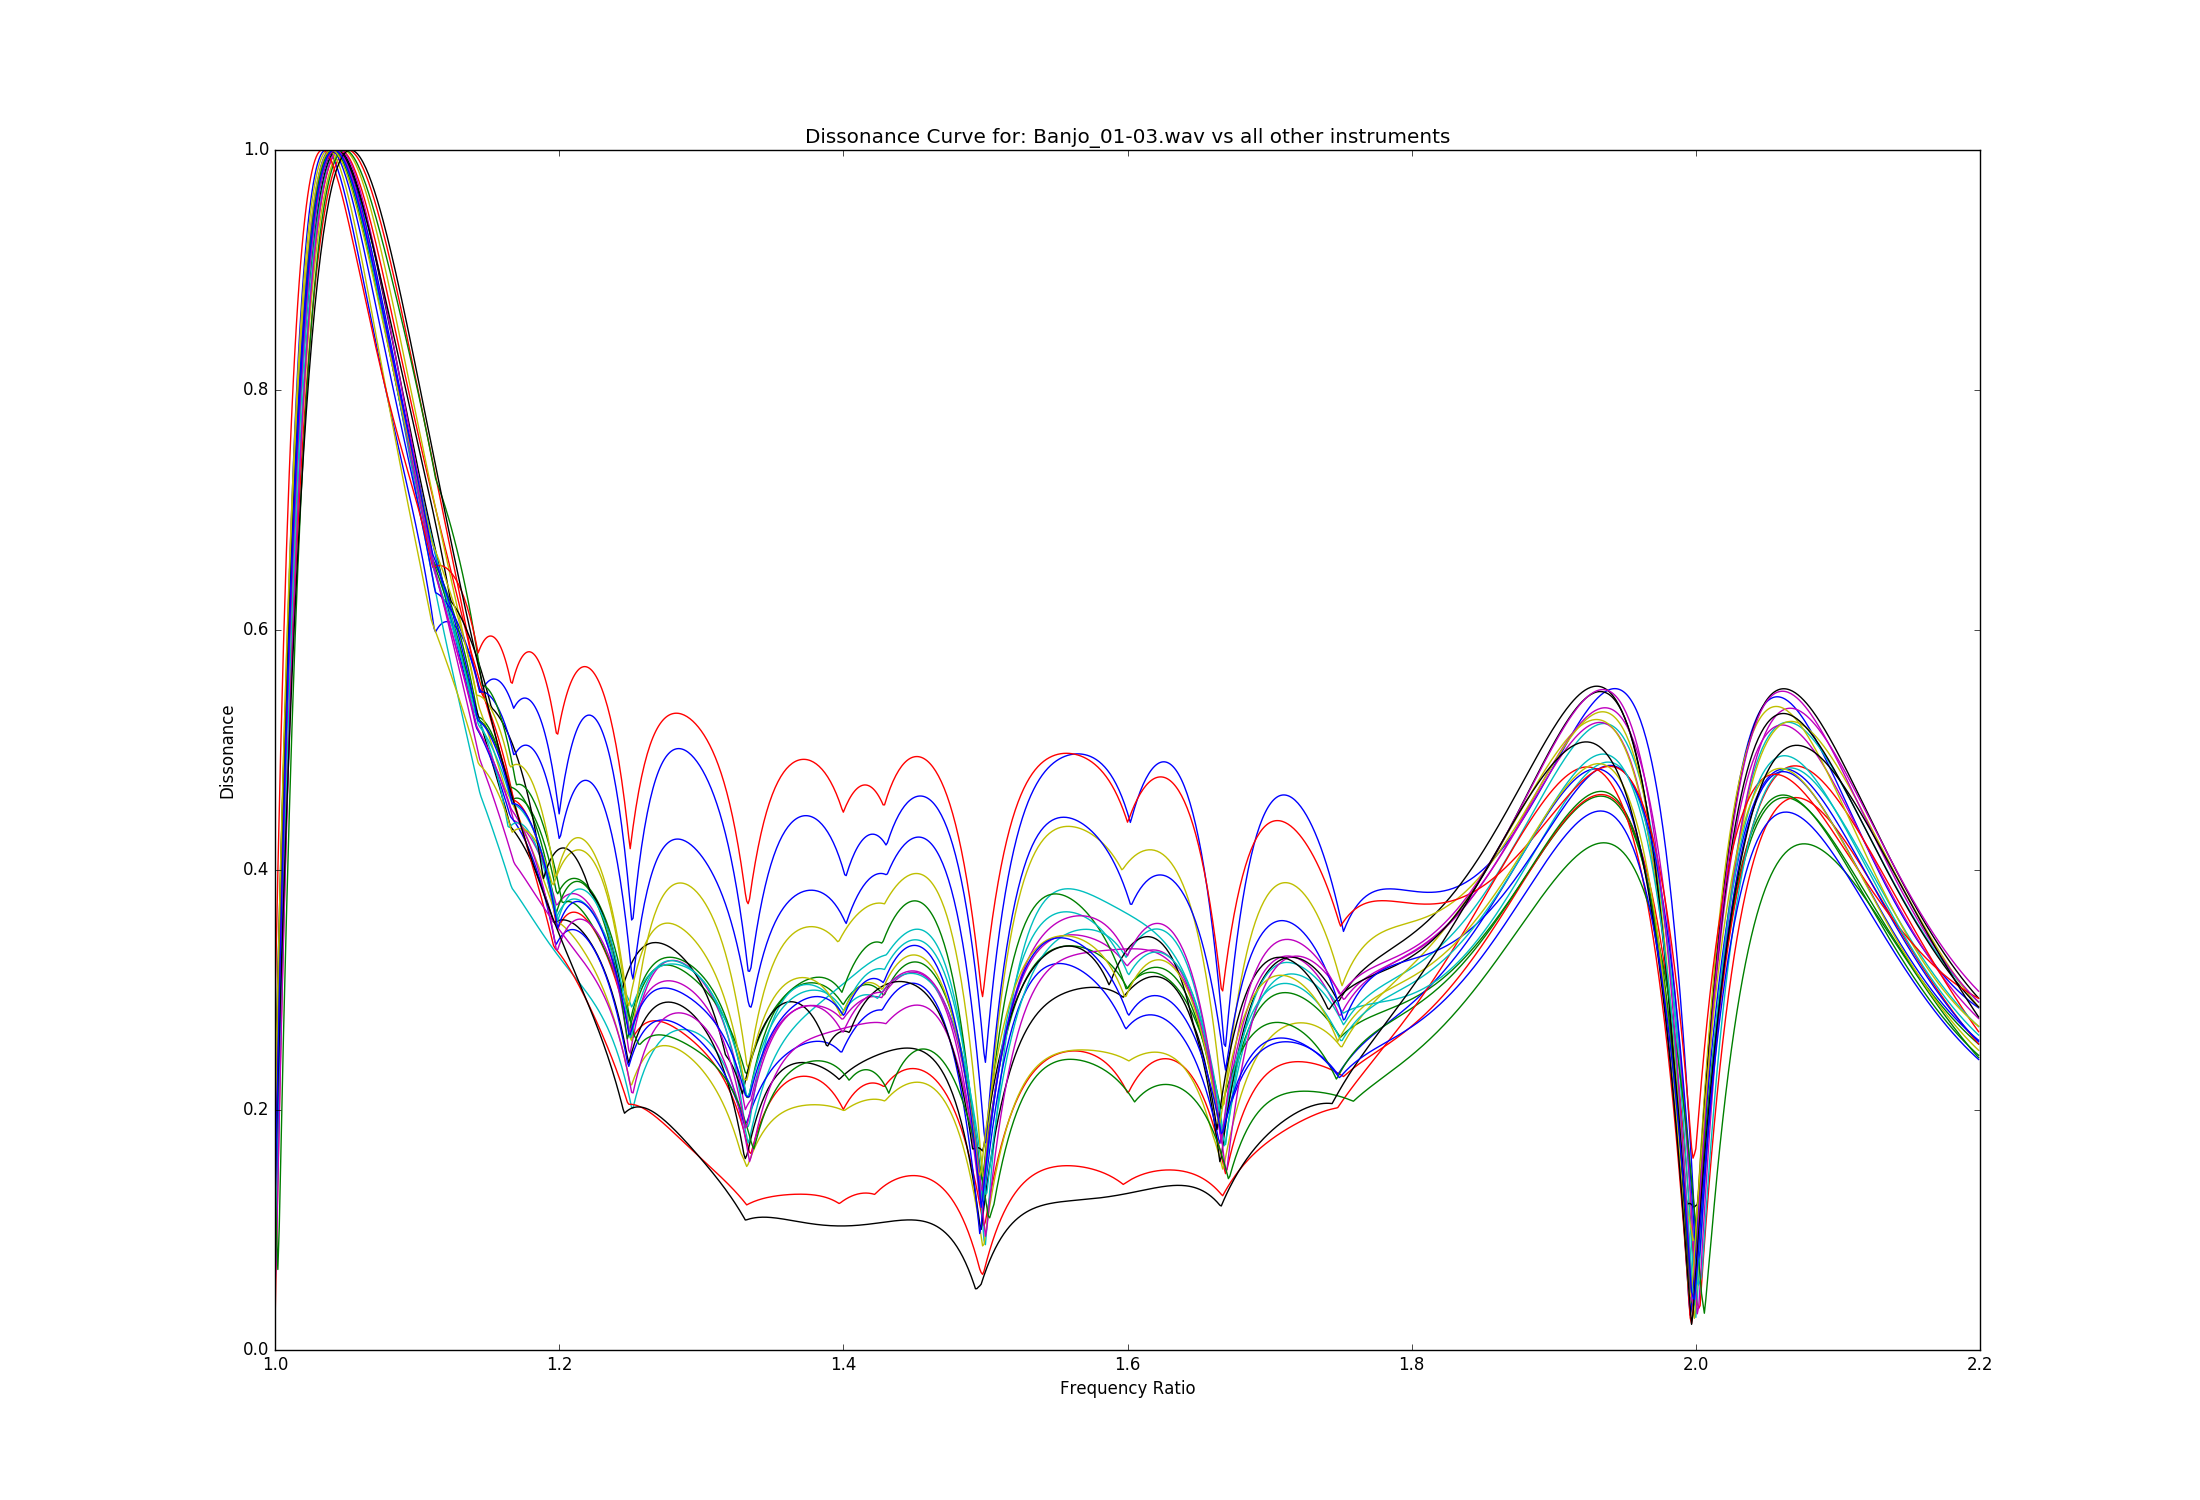 Dissonance Curve for: Banjo_01-03.wav vs all other instruments
1.0
0.8
0.6
0.4
0.2
0.0
Dissonance
1.0 1.2 1.4 1.6 1.8 2.0 2.2
Frequency Ratio